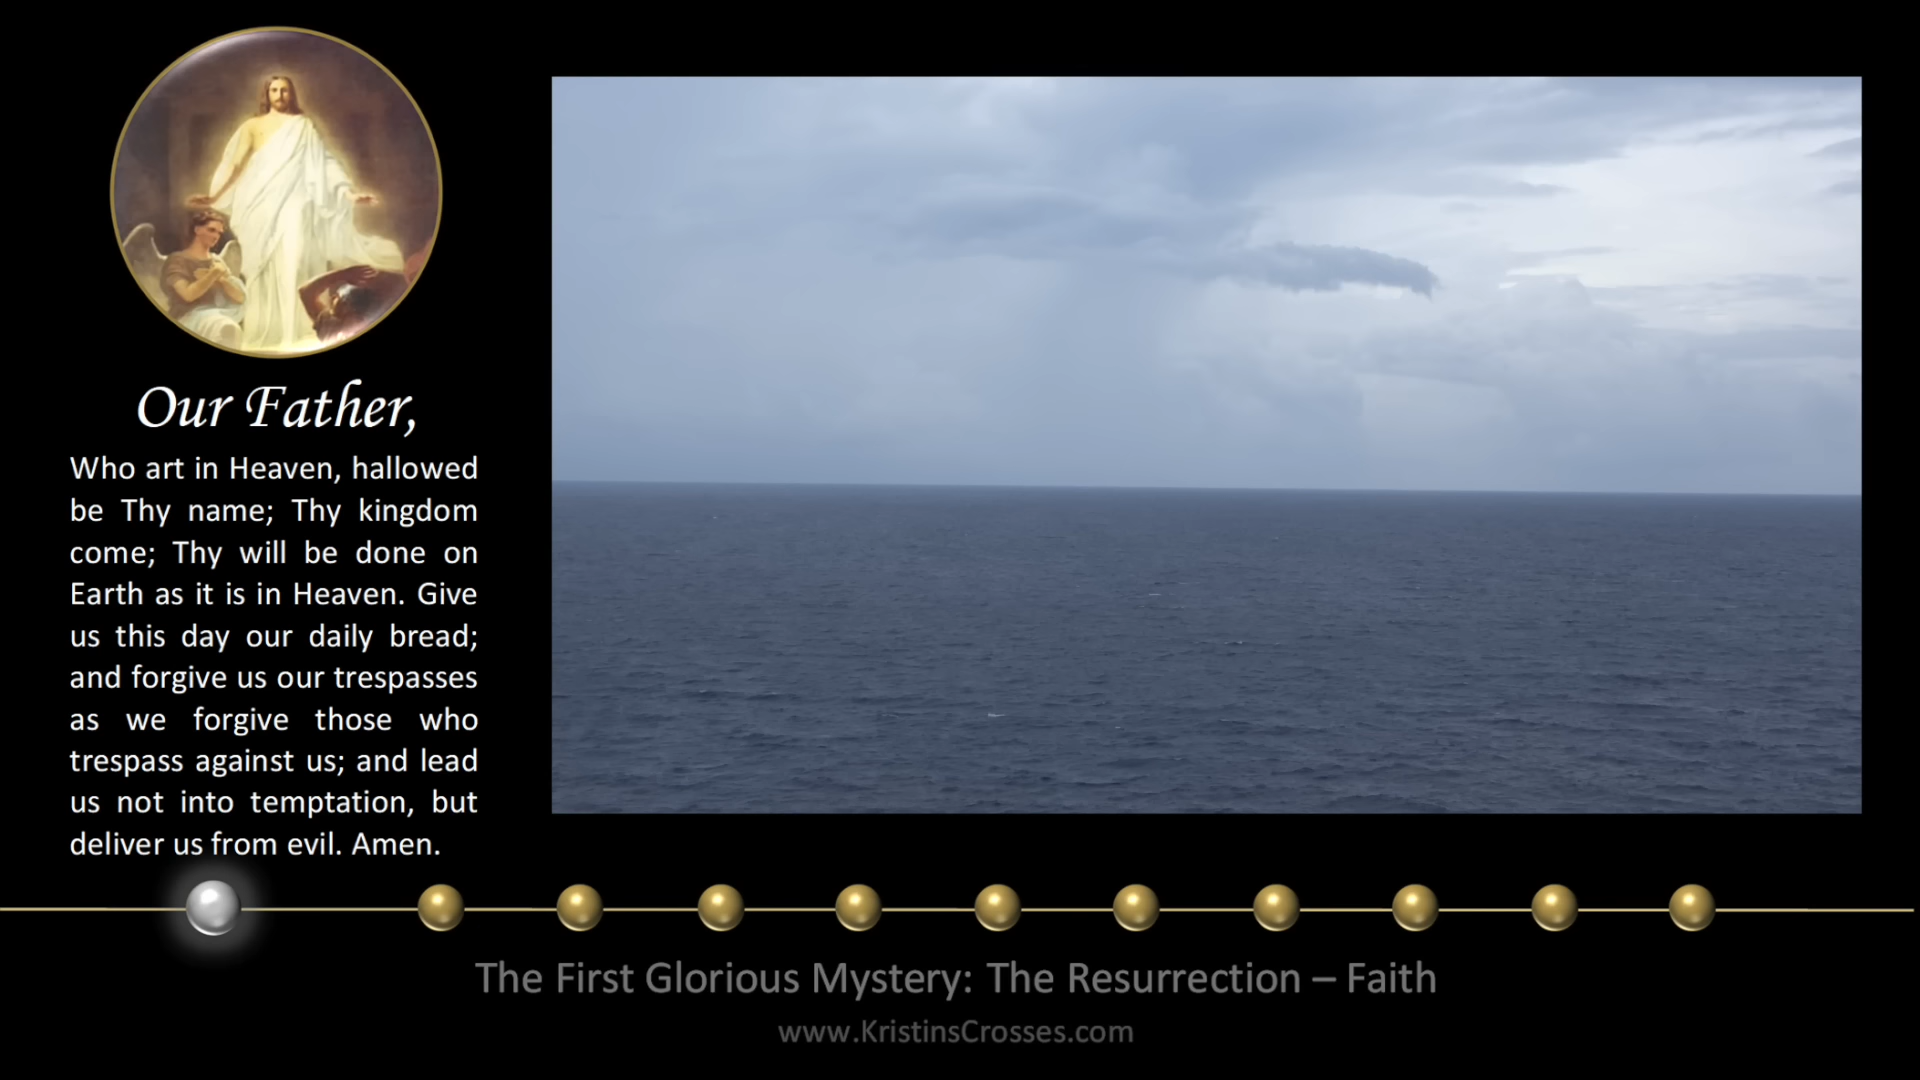 Our Father,
Who art in Heaven, hallowed
be Thy name; Thy kingdom
come; Thy will be done on
Earth as it is in Heaven. Give
us this day our daily bread;
and forgive us our trespasses
as we forgive those who
trespass against us; and lead
us not into temptation, but
deliver us from evil. Amen.
The First Glorious Mystery: The Resurrection – Faith
www.KristinsCrosses.com